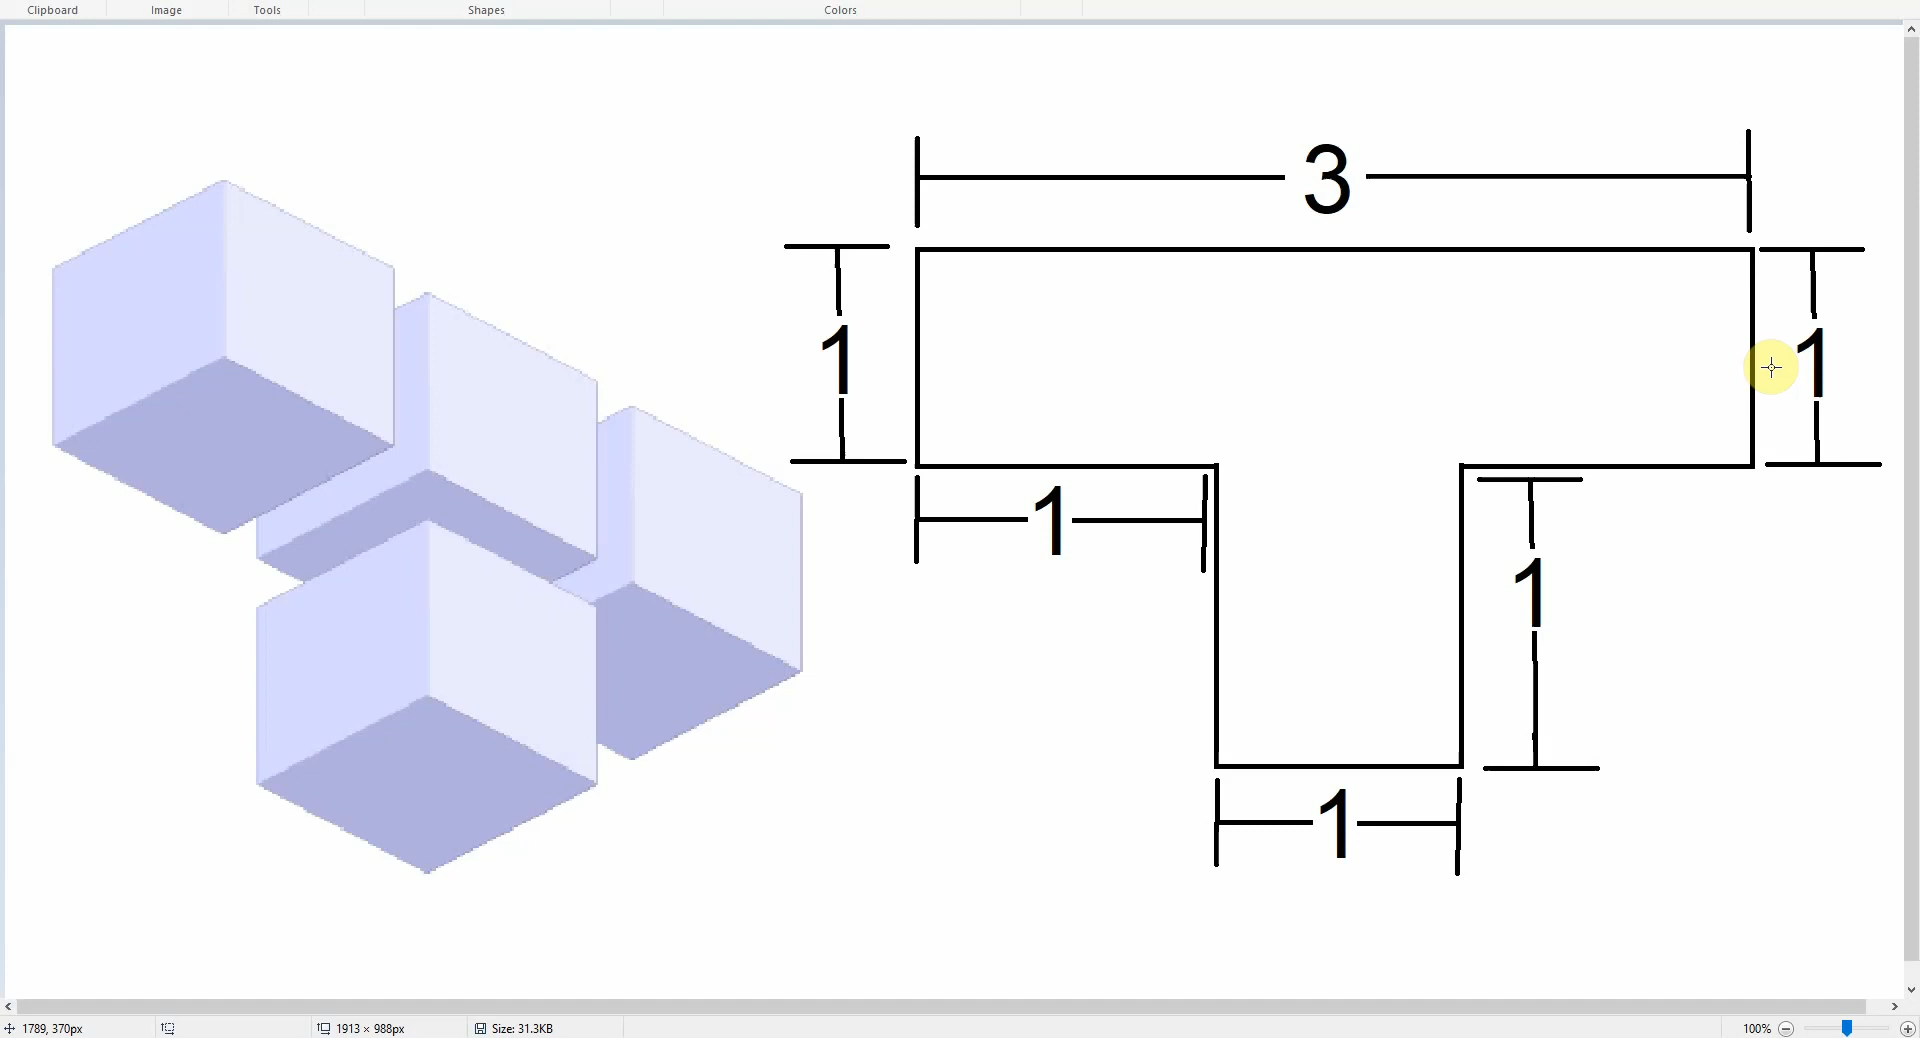 Clipboard
Image
Tools
Shapes
Colors
3
1
1
1
1
1
1789, 370px
1913 × 988px
Size: 31.3KB
100%